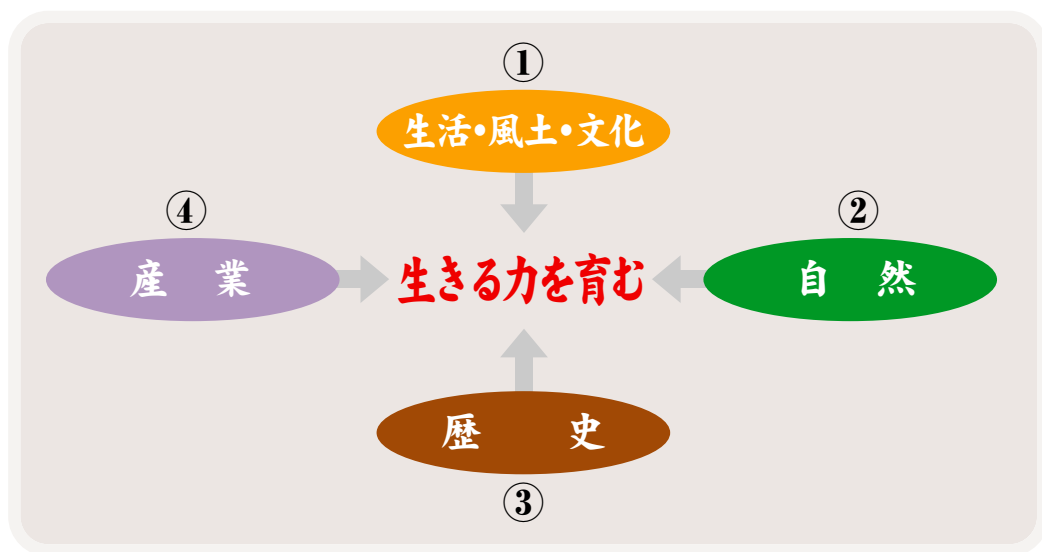 ①
生活・風土・文化
④
②
産業
生きる力を育む
自然
歴史
③